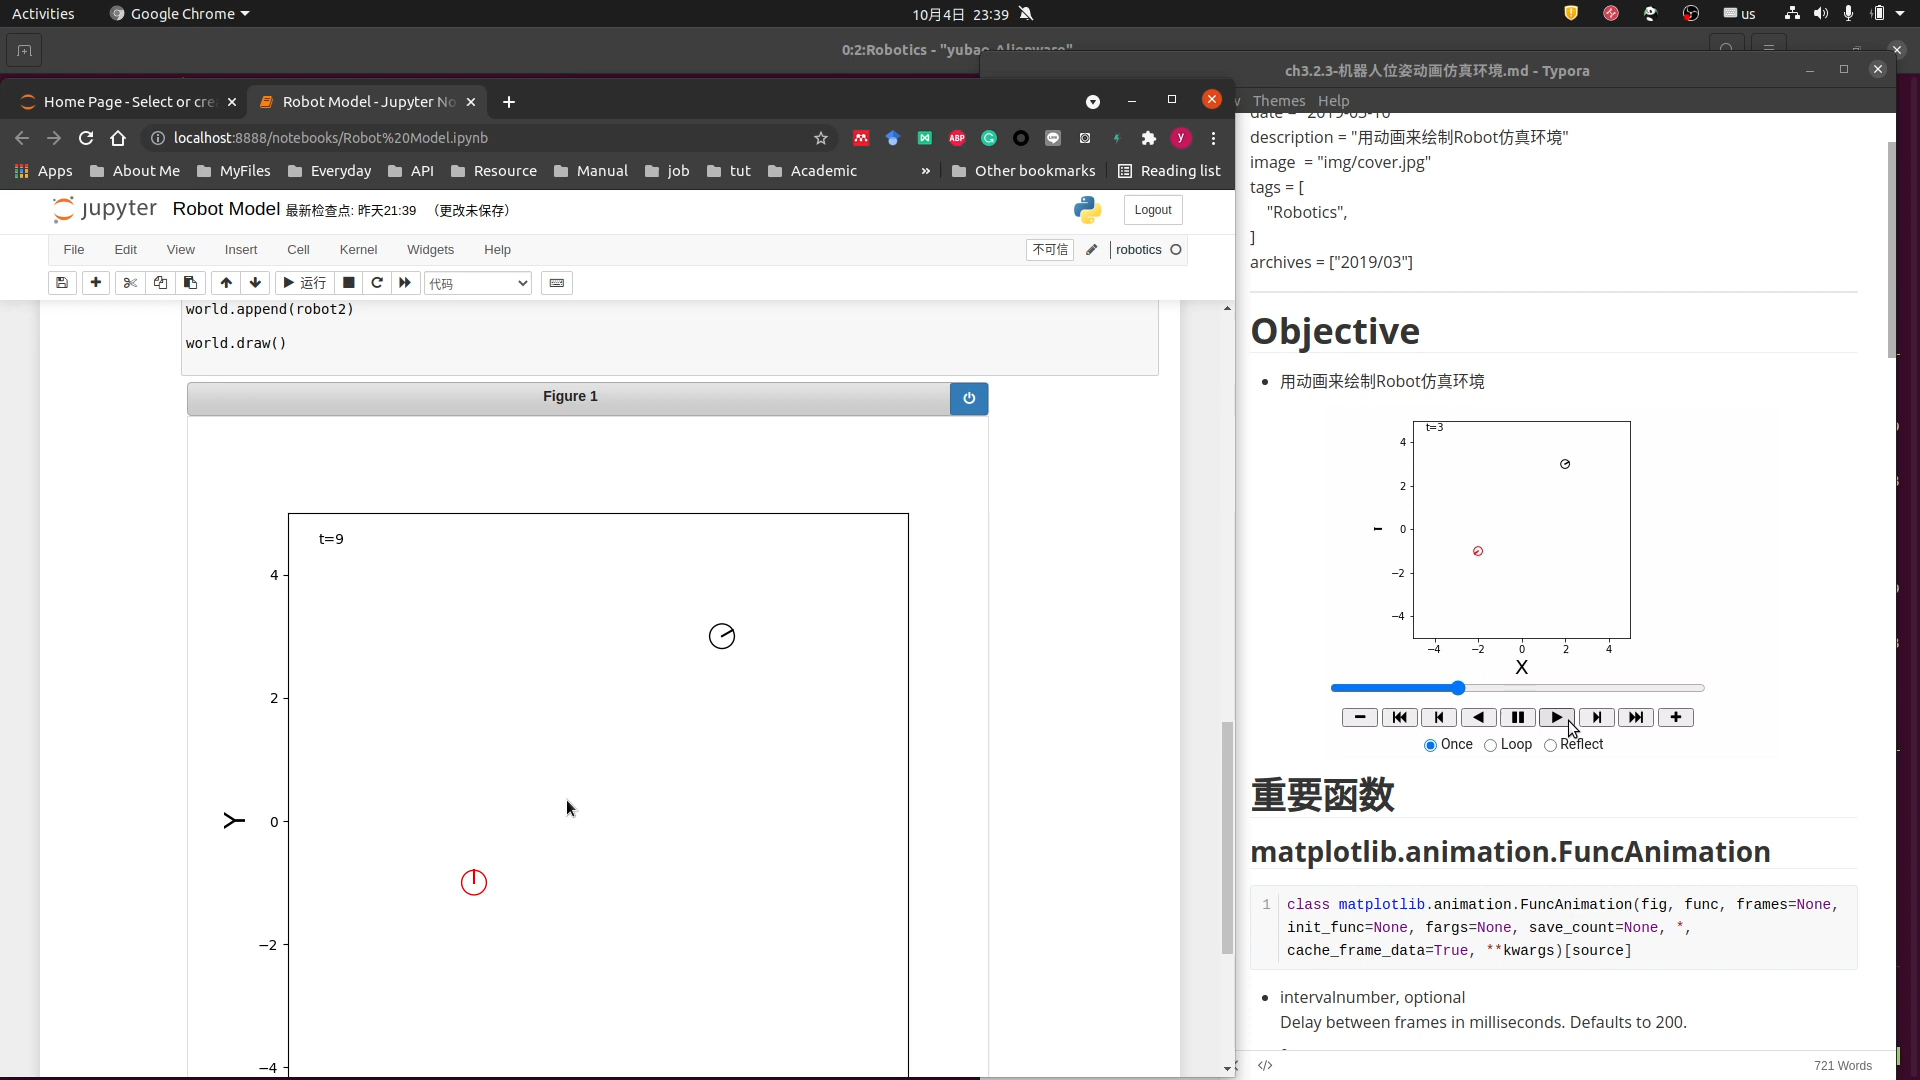 Activities
Google Chrome
10月4日 23:39
us
0:2:Robotics - "yubao-Alienware"
ch3.2.3-机器人位姿动画仿真环境.md - Typora
Themes Help
Home Page - Select or cre
Robot Model - Jupyter No
localhost:8888/notebooks/Robot%20Model.ipynb
ABP
y
Apps
About Me
MyFiles
Everyday
API
Resource
Manual
job
tut
Academic
»
Other bookmarks
Reading list
jupyter
Robot Model 最新检查点: 昨天21:39 （更改未保存）
Logout
File
Edit
View
Insert
Cell
Kernel
Widgets
Help
不可信
robotics
运行
代码
world.append(robot2)
world.draw()
Figure 1
t=9
4
2
0
−2
−4
Y
date = "2019-03-10"
description = "用动画来绘制Robot仿真环境"
image = "img/cover.jpg"
tags = [
"Robotics",
]
archives = ["2019/03"]
Objective
用动画来绘制Robot仿真环境
t=3
4
2
0
−2
−4
−4 −2 0 2 4
X
Once Loop Reflect
重要函数
matplotlib.animation.FuncAnimation
1 class matplotlib.animation.FuncAnimation(fig, func, frames=None,
init_func=None, fargs=None, save_count=None, *,
cache_frame_data=True, **kwargs)[source]
intervalnumber, optional
Delay between frames in milliseconds. Defaults to 200.
</>
721 Words